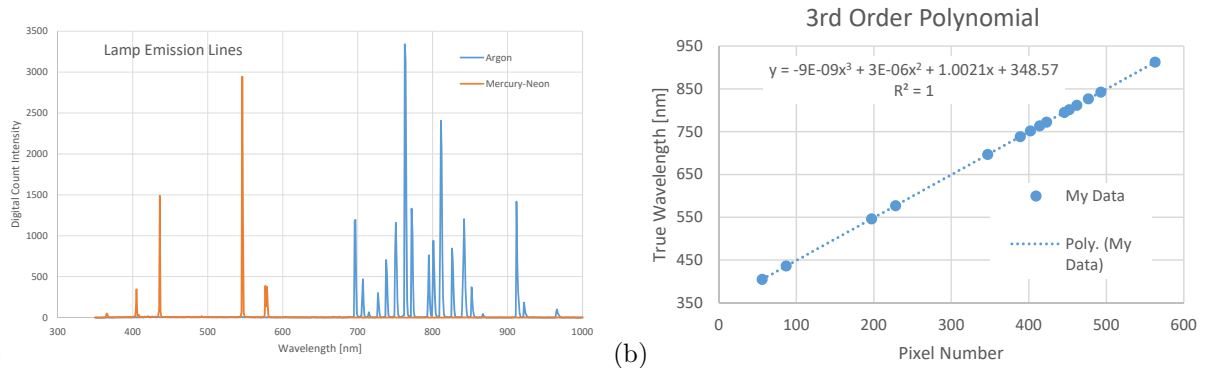 Lamp Emission Lines
Argon
Mercury-Neon
Digital Count Intensity
3500
3000
2500
2000
1500
1000
500
0
300 400 500 600 700 800 900 1000
Wavelength [nm]
(b)
3rd Order Polynomial
y = -9E-09x³ + 3E-06x² + 1.0021x + 348.57
R² = 1
True Wavelength [nm]
950
850
750
650
550
450
350
My Data
Poly. (My
Data)
0 100 200 300 400 500 600
Pixel Number